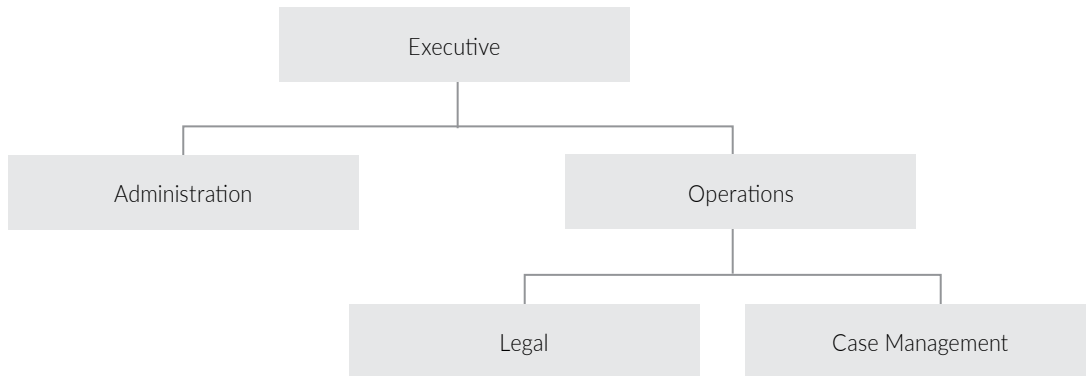 Executive
Administration
Operations
Legal
Case Management